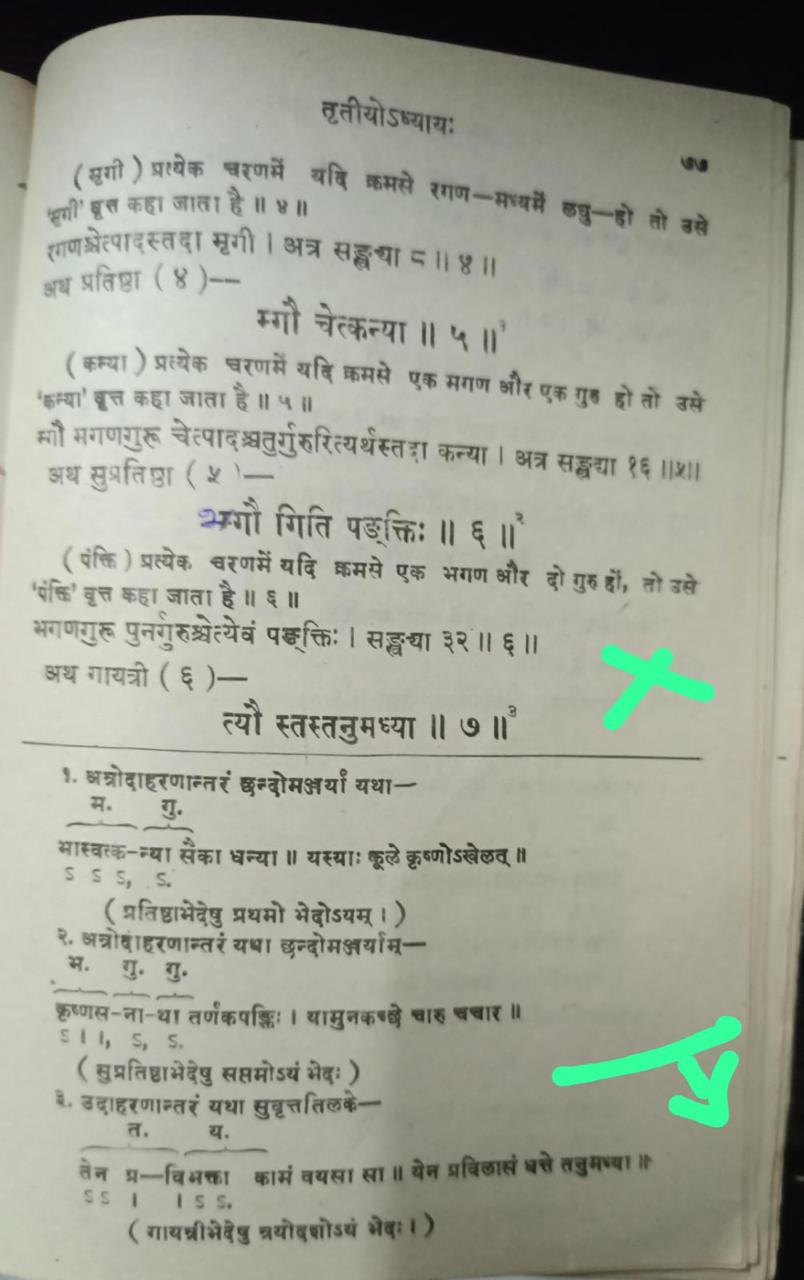 तृतीयोऽध्यायः
७७
( मृगी ) प्रत्येक चरणमें यदि क्रमसे रगण—मध्यमें लघु—हो तो उसे
'मृगी' वृत्त कहा जाता है ॥ ४ ॥
रगणश्चेत्पादस्तदा मृगी । अत्र सङ्ख्या ८ ॥ ४ ॥
अथ प्रतिष्ठा ( ४ )—
म्गौ चेत्कन्या ॥ ५ ॥१
( कन्या ) प्रत्येक चरणमें यदि क्रमसे एक मगण और एक गुरु हो तो उसे
'कन्या' वृत्त कहा जाता है ॥ ५ ॥
म्गौ मगणगुरू चेत्पादश्चतुर्गुरुरित्यर्थस्तदा कन्या । अत्र सङ्ख्या १६ ॥५॥
अथ सुप्रतिष्ठा ( ५ )—
भ्गौ गिति पङ्क्तिः ॥ ६ ॥२
( पंक्ति ) प्रत्येक चरणमें यदि क्रमसे एक भगण और दो गुरु हों, तो उसे
'पंक्ति' वृत्त कहा जाता है ॥ ६ ॥
भगणगुरू पुनर्गुरुश्चेत्येवं पङ्क्तिः । सङ्ख्या ३२ ॥ ६ ॥
अथ गायत्री ( ६ )—
त्यौ स्तस्तनुमध्या ॥ ७ ॥३
१. अत्रोदाहरणान्तरं छन्दोमञ्जर्यां यथा—
म. गु.
भास्वत्क-न्या सैका धन्या ॥ यस्याः कूले कृष्णोऽखेलत् ॥
ऽ ऽ ऽ, ऽ.
( प्रतिष्ठाभेदेषु प्रथमो भेदोऽयम् । )
२. अत्रोदाहरणान्तरं यथा छन्दोमञ्जर्याम्—
भ. गु. गु.
कृष्णस-ना-था तर्णकपङ्क्तिः । यामुनकच्छे चारु चचार ॥
ऽ । ।, ऽ, ऽ.
( सुप्रतिष्ठाभेदेषु सप्तमोऽयं भेदः )
३. उदाहरणान्तरं यथा सुवृत्ततिलके—
त. य.
तेन प्र—विभक्ता कामं वयसा सा ॥ येन प्रविलासं धत्ते तनुमध्या ॥
ऽ ऽ । । ऽ ऽ.
( गायत्रीभेदेषु त्रयोदशोऽयं भेदः । )